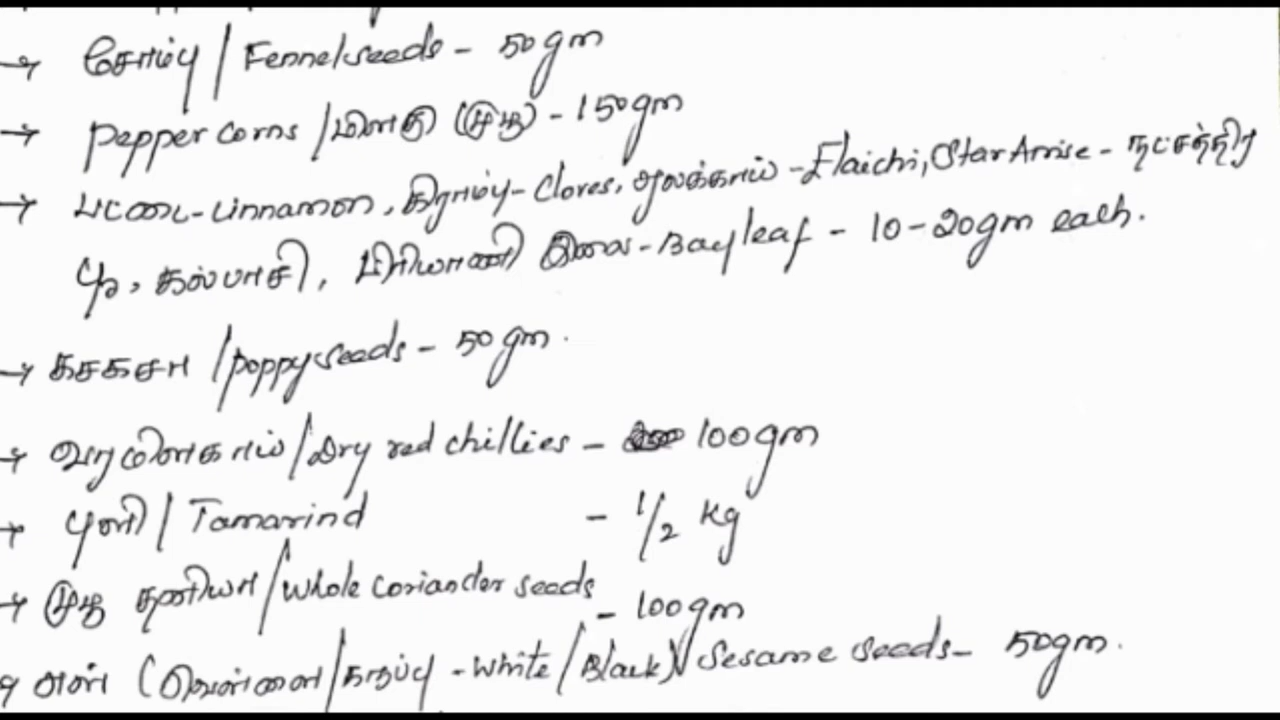 → சோம்பு / Fennel seeds - 50gm
→ Pepper corns / மிளகு (முழு) - 150gm
→ பட்டை - Cinnamon, கிராம்பு - Cloves, ஏலக்காய் - Elaichi, Star Anise - நட்சத்திர
பூ, கல்பாசி, பிரியாணி இலை - Bay leaf - 10-20gm each.
→ கசகசா / poppy seeds - 50gm.
→ வரமிளகாய் / Dry red chillies - 100gm
→ புளி / Tamarind - 1/2 kg
→ முழு தனியா / whole coriander seeds - 100gm
எள் (வெள்ளை / கருப்பு - White / Black) Sesame seeds - 50gm.